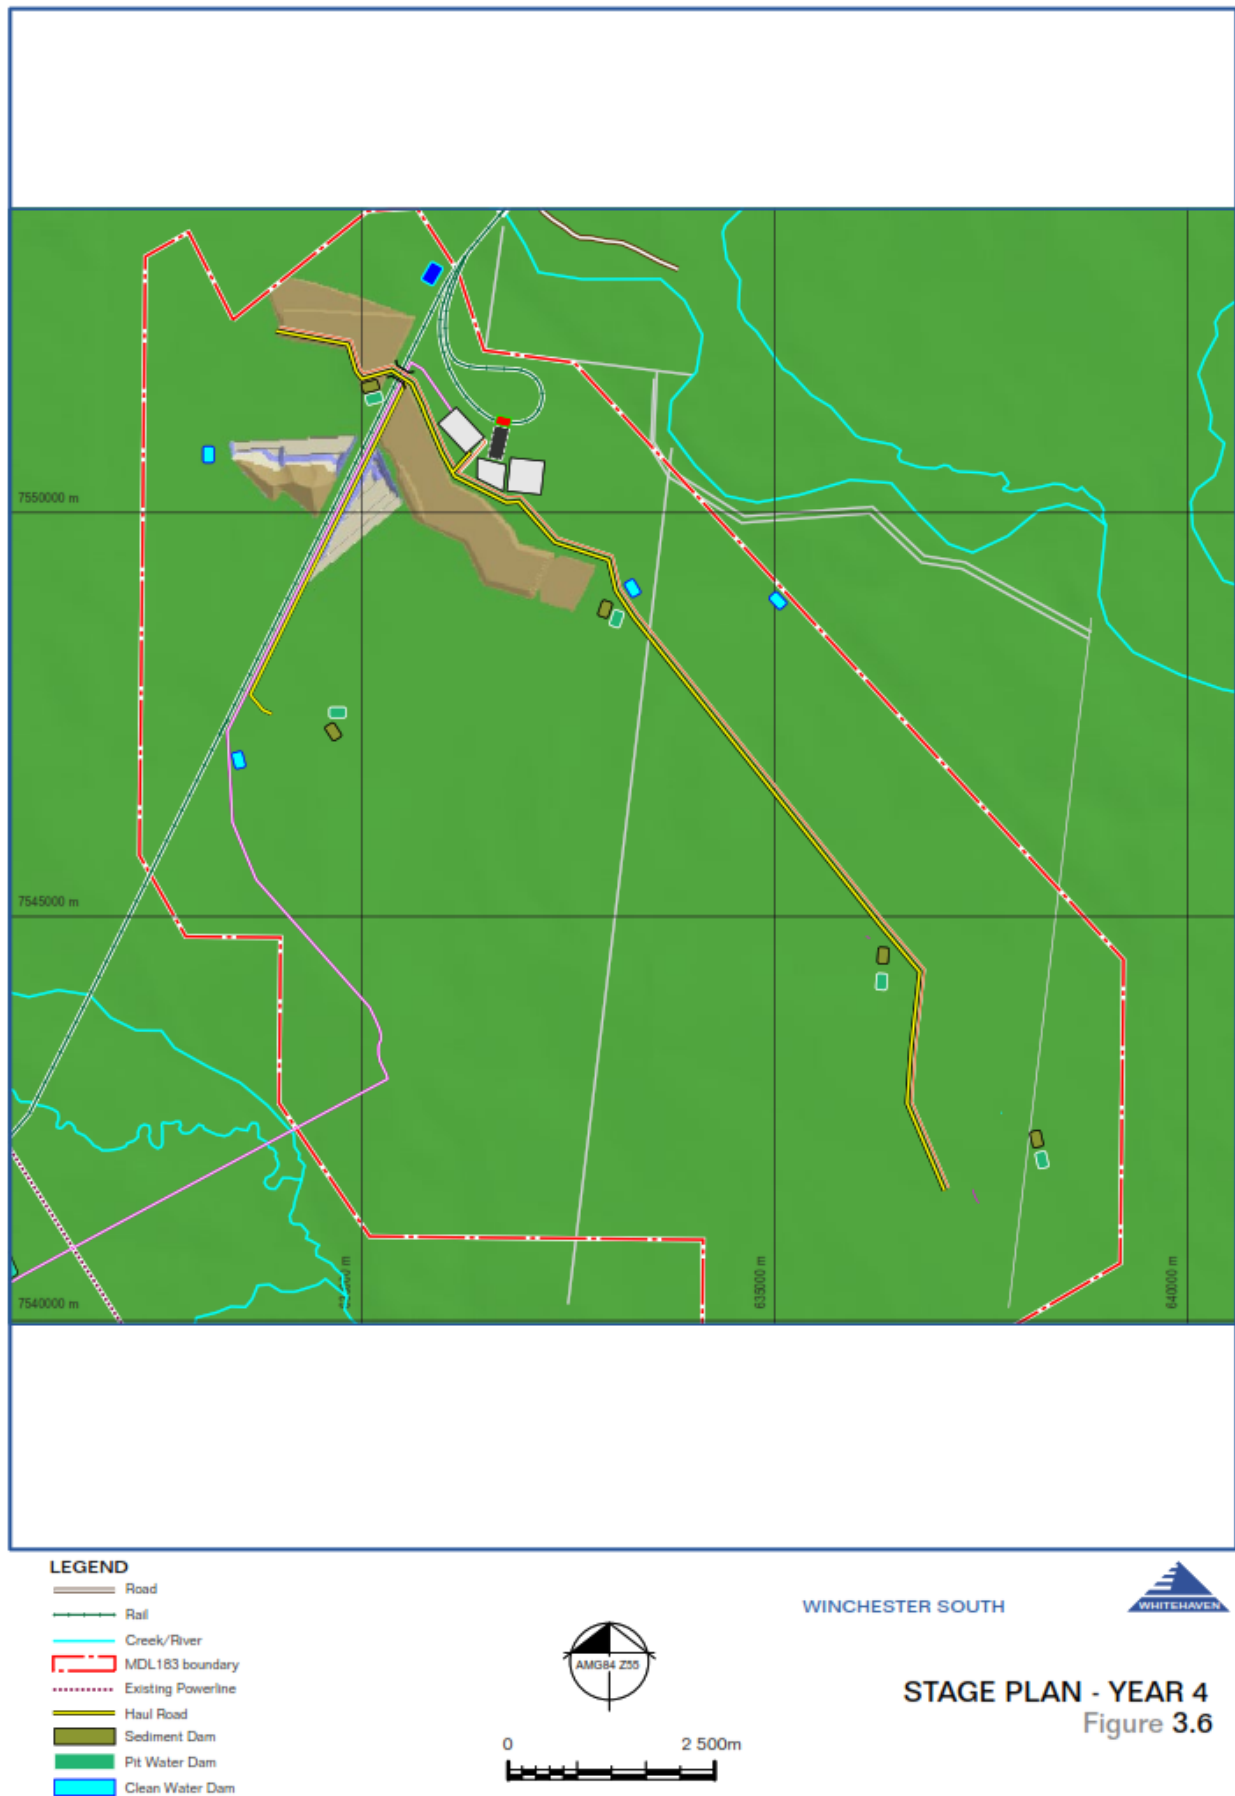 7550000 m
7545000 m
7540000 m
635000 m
640000 m
LEGEND
Road
Rail
Creek/River
MDL183 boundary
Existing Powerline
Haul Road
Sediment Dam
Pit Water Dam
Clean Water Dam
AMG84 Z55
0 2 500m
WINCHESTER SOUTH
WHITEHAVEN
STAGE PLAN - YEAR 4
Figure 3.6